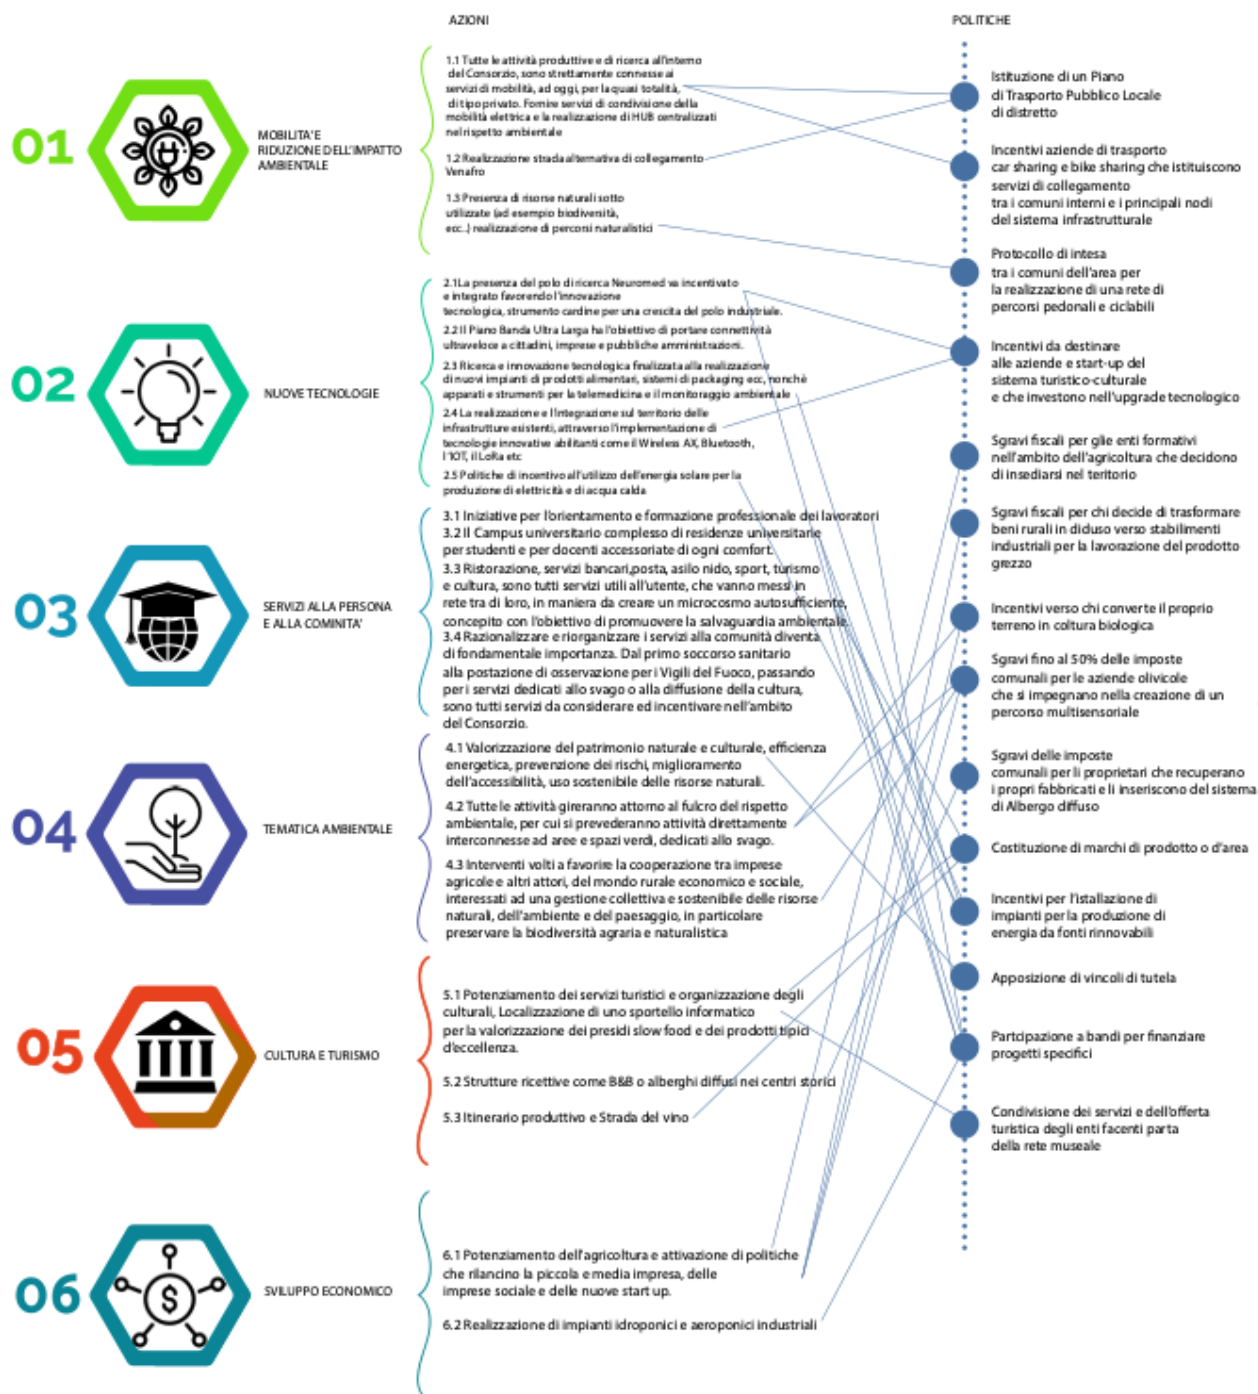 AZIONI
POLITICHE
01
MOBILITA'E
RIDUZIONE DELL'IMPATTO
AMBIENTALE
1.1 Tutte le attività produttive e di ricerca all'interno
del Consorzio, sono strettamente connesse ai
servizi di mobilità, ad oggi, per la quasi totalità,
di tipo privato. Fornire servizi di condivisione della
mobilità elettrica e la realizzazione di HUB centralizzati
nel rispetto ambientale
1.2 Realizzazione strada alternativa di collegamento
Venafro
1.3 Presenza di risorse naturali sotto
utilizzate (ad esempio biodiversità,
ecc..) realizzazione di percorsi naturalistici
02
NUOVE TECNOLOGIE
2.1La presenza del polo di ricerca Neuromed va incentivato
e integrato favorendo l'innovazione
tecnologica, strumento cardine per una crescita del polo industriale.
2.2 Il Piano Banda Ultra Larga ha l'obiettivo di portare connettività
ultraveloce a cittadini, imprese e pubbliche amministrazioni.
2.3 Ricerca e innovazione tecnologica finalizzata alla realizzazione
di nuovi impianti di prodotti alimentari, sistemi di packaging ecc, nonchè
apparati e strumenti per la telemedicina e il monitoraggio ambientale
2.4 La realizzazione e l'Integrazione sul territorio delle
infrastrutture esistenti, attraverso l'implementazione di
tecnologie innovative abilitanti come il Wireless AX, Bluetooth,
l'IOT, il LoRa etc
2.5 Politiche di incentivo all'utilizzo dell'energia solare per la
produzione di elettricità e di acqua calda
03
SERVIZI ALLA PERSONA
E ALLA COMINITA'
3.1 Iniziative per l'orientamento e formazione professionale dei lavoratori
3.2 Il Campus universitario complesso di residenze universitarie
per studenti e per docenti accessoriate di ogni comfort.
3.3 Ristorazione, servizi bancari,posta, asilo nido, sport, turismo
e cultura, sono tutti servizi utili all'utente, che vanno messi in
rete tra di loro, in maniera da creare un microcosmo autosufficiente,
concepito con l'obiettivo di promuovere la salvaguardia ambientale.
3.4 Razionalizzare e riorganizzare i servizi alla comunità diventa
di fondamentale importanza. Dal primo soccorso sanitario
alla postazione di osservazione per i Vigili del Fuoco, passando
per i servizi dedicati allo svago o alla diffusione della cultura,
sono tutti servizi da considerare ed incentivare nell'ambito
del Consorzio.
04
TEMATICA AMBIENTALE
4.1 Valorizzazione del patrimonio naturale e culturale, efficienza
energetica, prevenzione dei rischi, miglioramento
dell'accessibilità, uso sostenibile delle risorse naturali.
4.2 Tutte le attività gireranno attorno al fulcro del rispetto
ambientale, per cui si prevederanno attività direttamente
interconnesse ad aree e spazi verdi, dedicati allo svago.
4.3 Interventi volti a favorire la cooperazione tra imprese
agricole e altri attori, del mondo rurale economico e sociale,
interessati ad una gestione collettiva e sostenibile delle risorse
naturali, dell'ambiente e del paesaggio, in particolare
preservare la biodiversità agraria e naturalistica
05
CULTURA E TURISMO
5.1 Potenziamento dei servizi turistici e organizzazione degli
culturali, Localizzazione di uno sportello informatico
per la valorizzazione dei presidi slow food e dei prodotti tipici
d'eccellenza.
5.2 Strutture ricettive come B&B o alberghi diffusi nei centri storici
5.3 Itinerario produttivo e Strada del vino
06
SVILUPPO ECONOMICO
6.1 Potenziamento dell'agricoltura e attivazione di politiche
che rilancino la piccola e media impresa, delle
imprese sociale e delle nuove start up.
6.2 Realizzazione di impianti idroponici e aeroponici industriali
Istituzione di un Piano
di Trasporto Pubblico Locale
di distretto
Incentivi aziende di trasporto
car sharing e bike sharing che istituiscono
servizi di collegamento
tra i comuni interni e i principali nodi
del sistema infrastrutturale
Protocollo di intesa
tra i comuni dell'area per
la realizzazione di una rete di
percorsi pedonali e ciclabili
Incentivi da destinare
alle aziende e start-up del
sistema turistico-culturale
e che investono nell'upgrade tecnologico
Sgravi fiscali per glie enti formativi
nell'ambito dell'agricoltura che decidono
di insediarsi nel territorio
Sgravi fiscali per chi decide di trasformare
beni rurali in diduso verso stabilimenti
industriali per la lavorazione del prodotto
grezzo
Incentivi verso chi converte il proprio
terreno in coltura biologica
Sgravi fino al 50% delle imposte
comunali per le aziende olivicole
che si impegnano nella creazione di un
percorso multisensoriale
Sgravi delle imposte
comunali per li proprietari che recuperano
i propri fabbricati e li inseriscono del sistema
di Albergo diffuso
Costituzione di marchi di prodotto o d'area
Incentivi per l'istallazione di
impianti per la produzione di
energia da fonti rinnovabili
Apposizione di vincoli di tutela
Partcipazione a bandi per finanziare
progetti specifici
Condivisione dei servizi e dell'offerta
turistica degli enti facenti parta
della rete museale